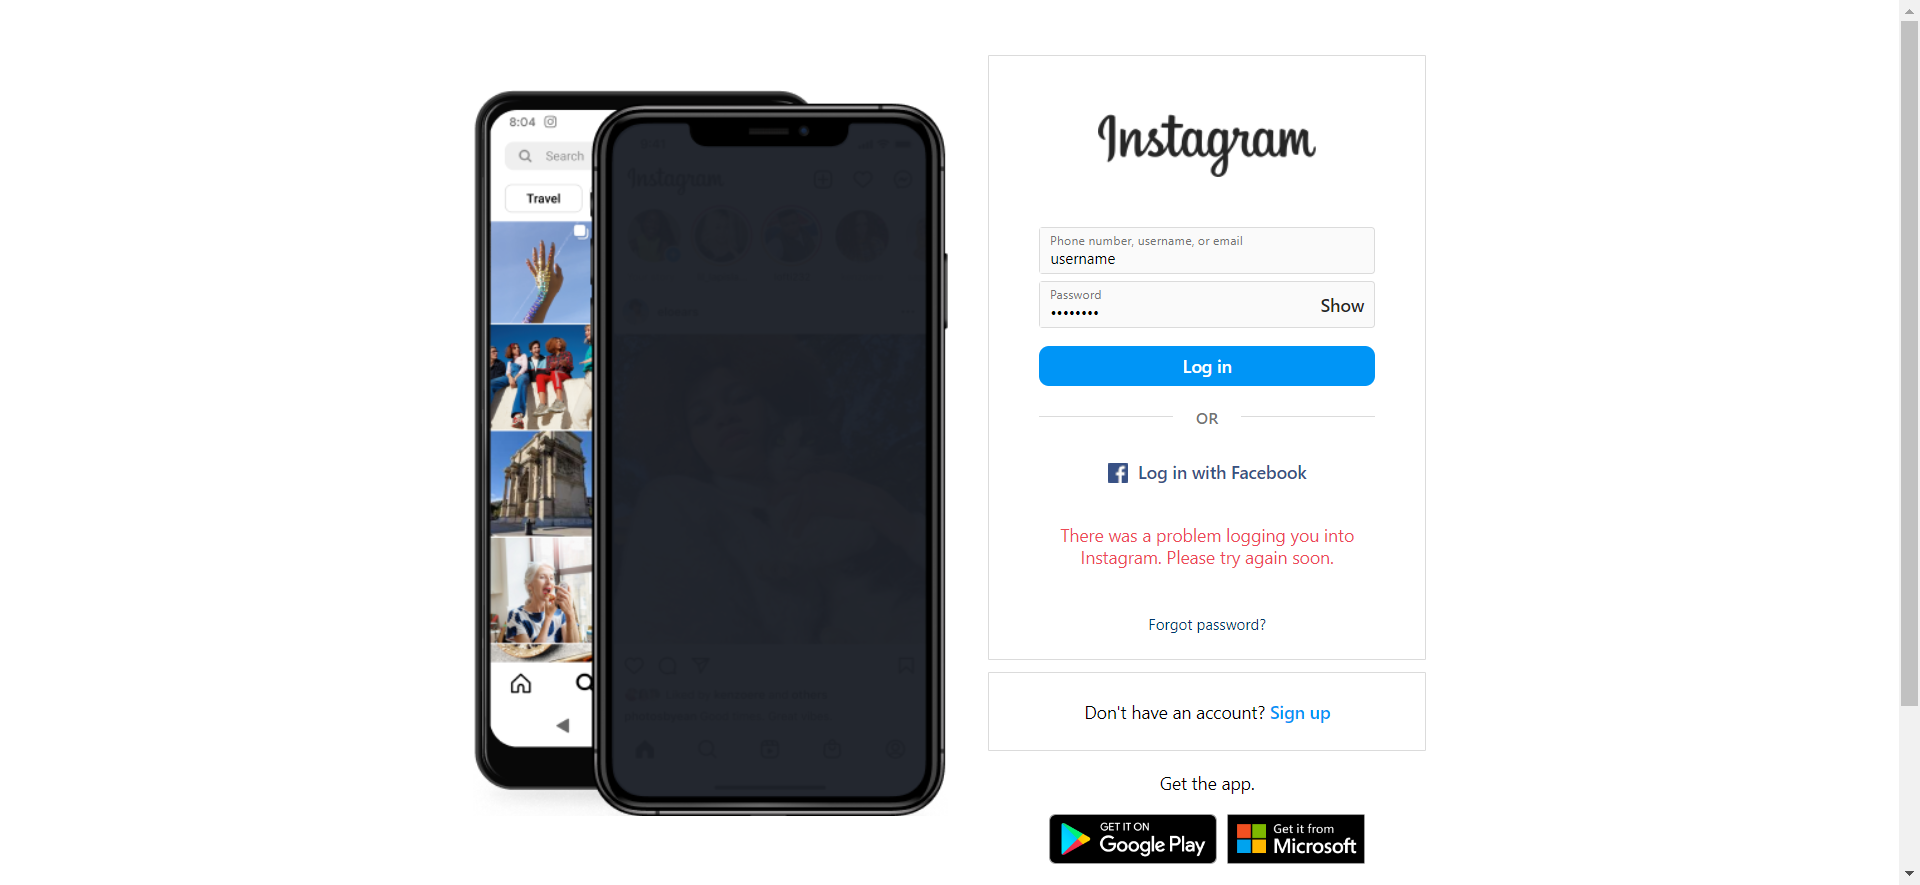 8:04
Search
Travel
Instagram
Instagram
Phone number, username, or email
username
Password
••••••••
Show
Log in
OR
Log in with Facebook
There was a problem logging you into
Instagram. Please try again soon.
Forgot password?
Don't have an account? Sign up
Get the app.
GET IT ON
Google Play
Get it from
Microsoft